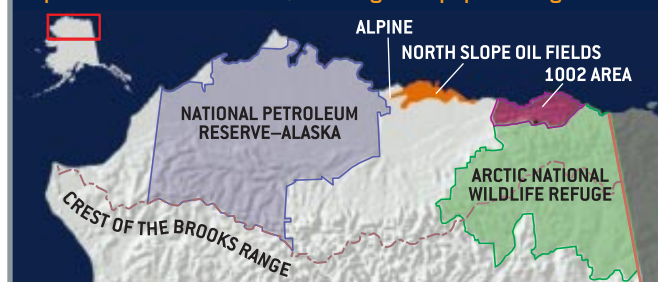 ALPINE
NORTH SLOPE OIL FIELDS
1002 AREA
NATIONAL PETROLEUM
RESERVE–ALASKA
ARCTIC NATIONAL
WILDLIFE REFUGE
CREST OF THE BROOKS RANGE